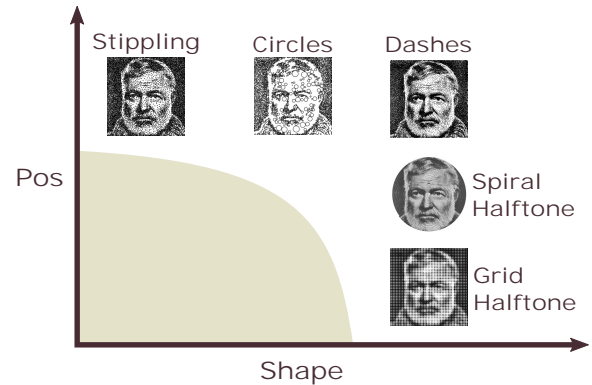 Stippling
Circles
Dashes
Pos
Spiral
Halftone
Grid
Halftone
Shape